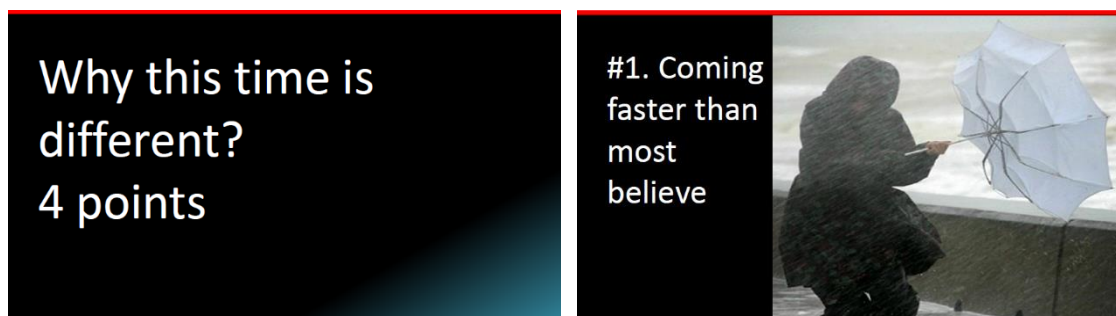 Why this time is
different?
4 points
#1. Coming
faster than
most
believe